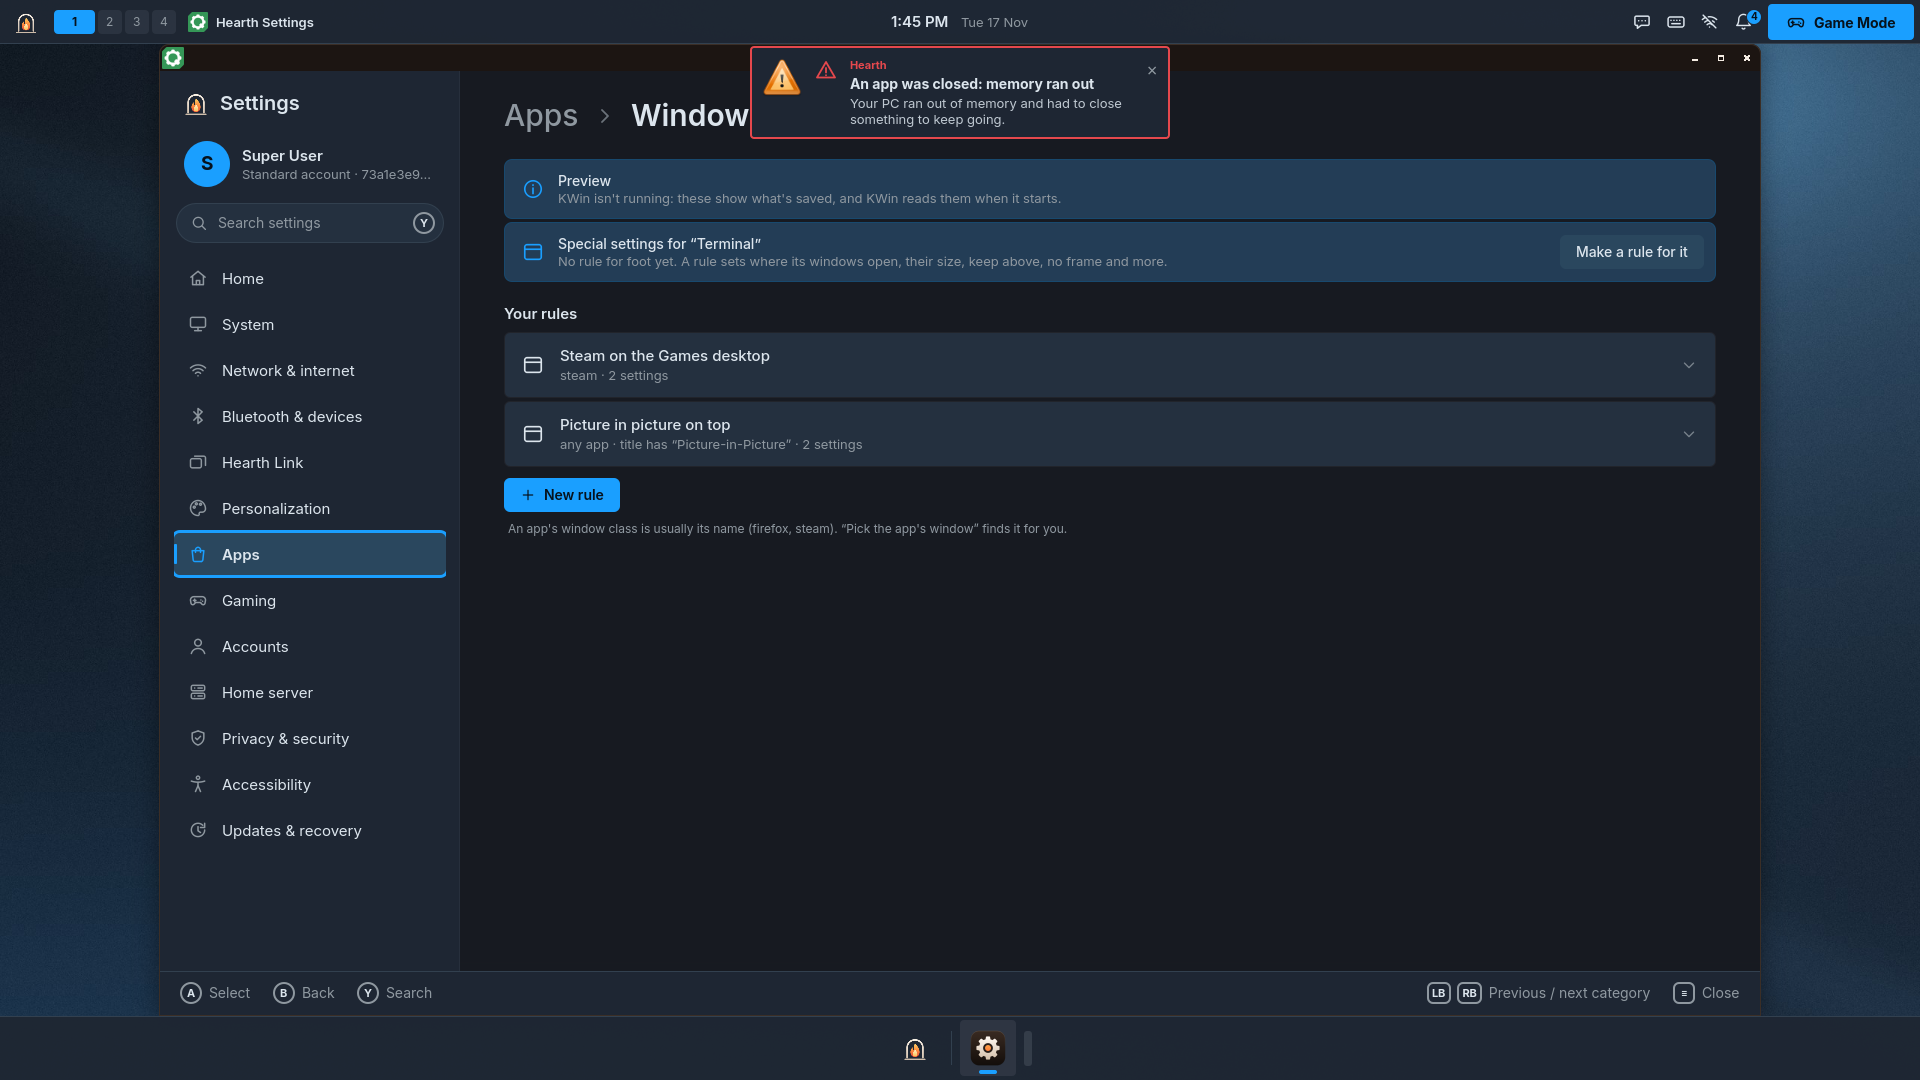 1 2 3 4 Hearth Settings
1:45 PM Tue 17 Nov
4
Game Mode
Hearth
An app was closed: memory ran out
Your PC ran out of memory and had to close
something to keep going.
Settings
S
Super User
Standard account · 73a1e3e9...
Search settings Y
Home
System
Network & internet
Bluetooth & devices
Hearth Link
Personalization
Apps
Gaming
Accounts
Home server
Privacy & security
Accessibility
Updates & recovery
Apps > Window
Preview
KWin isn't running: these show what's saved, and KWin reads them when it starts.
Special settings for “Terminal”
No rule for foot yet. A rule sets where its windows open, their size, keep above, no frame and more.
Make a rule for it
Your rules
Steam on the Games desktop
steam · 2 settings
Picture in picture on top
any app · title has “Picture-in-Picture” · 2 settings
New rule
An app's window class is usually its name (firefox, steam). “Pick the app's window” finds it for you.
A Select B Back Y Search
LB RB Previous / next category Close